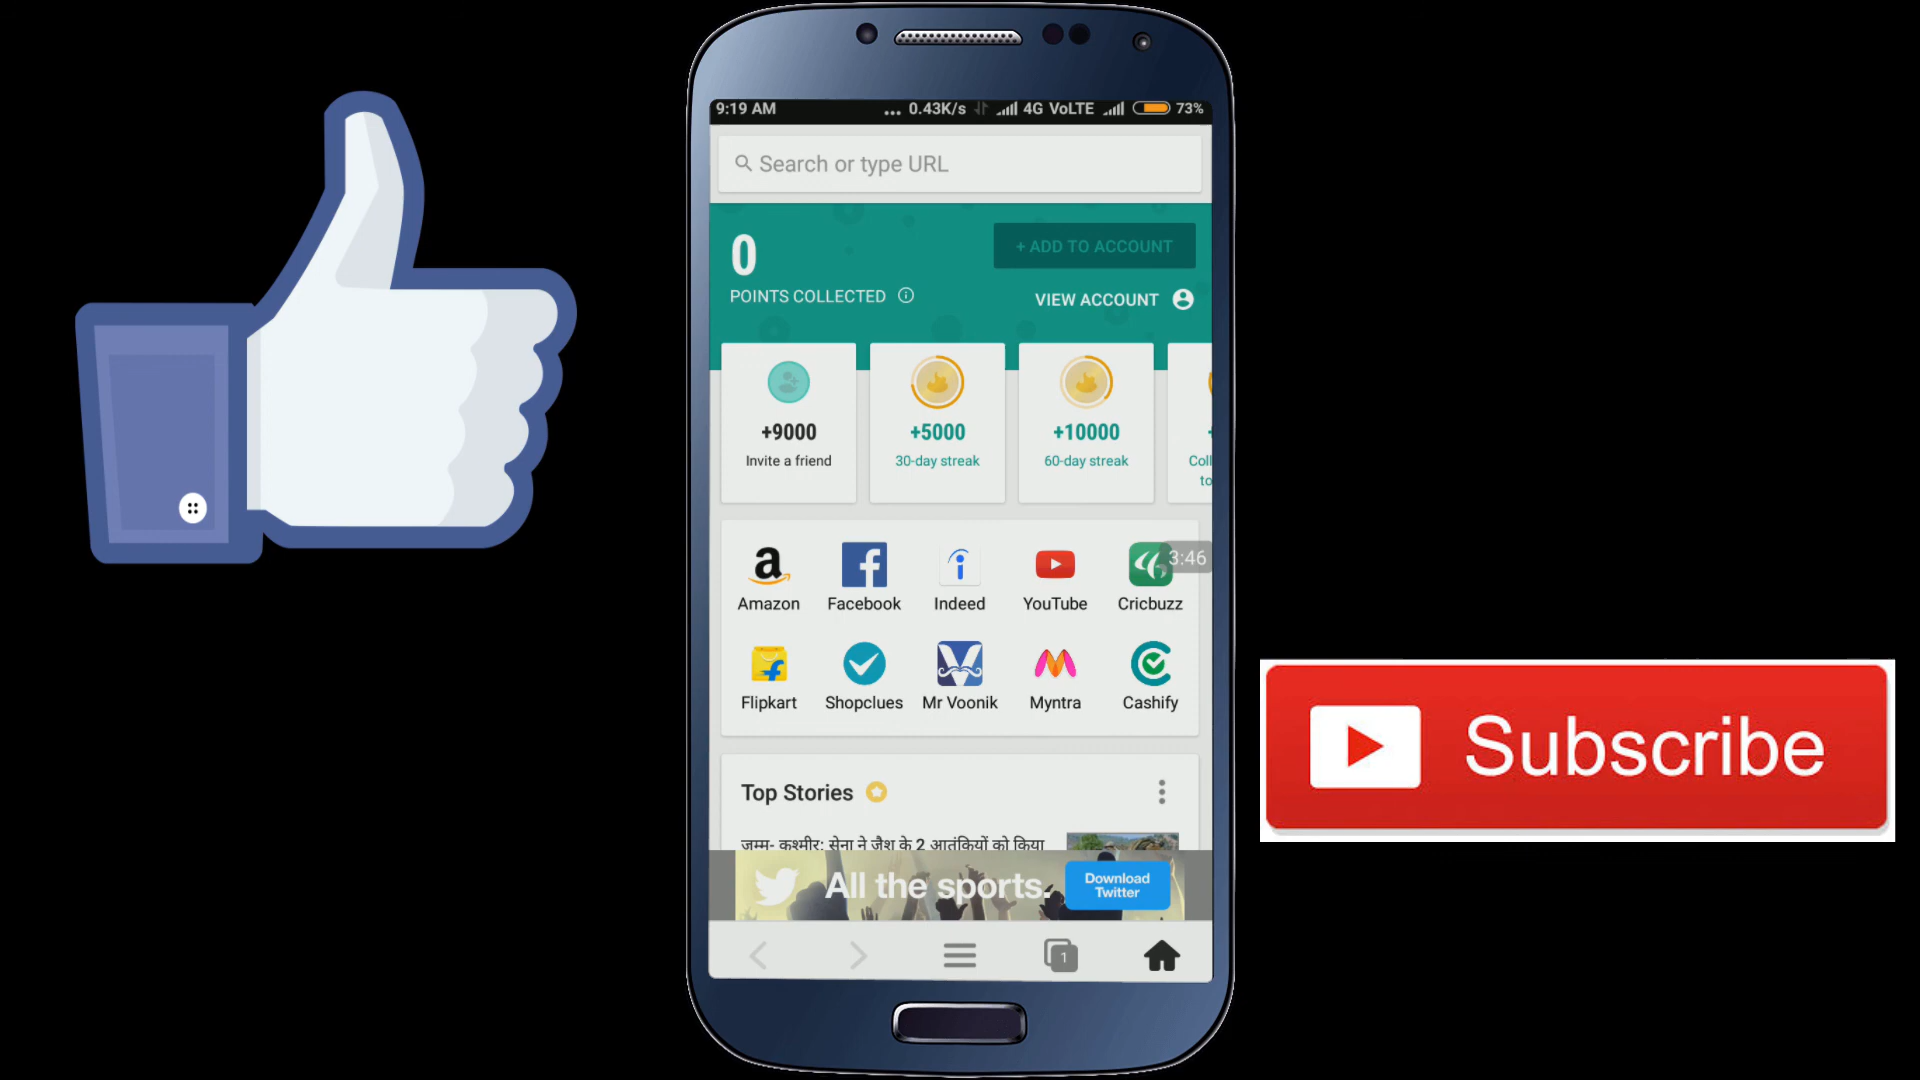 9:19 AM
... 0.43K/s 4G VoLTE 73%
Search or type URL
0
+ ADD TO ACCOUNT
POINTS COLLECTED
VIEW ACCOUNT
+9000
+5000
+10000
Invite a friend
30-day streak
60-day streak
Coll
to
3:46
Amazon
Facebook
Indeed
YouTube
Cricbuzz
Flipkart
Shopclues
Mr Voonik
Myntra
Cashify
Top Stories
जम्म- कश्मीर: सेना ने जैश के 2 आतंकियों को किया
All the sports.
Download
Twitter
1
Subscribe